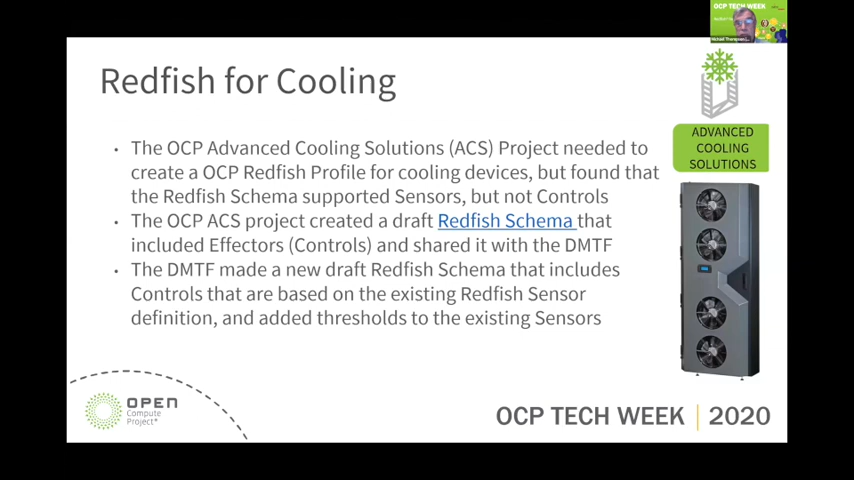 OCP TECH WEEK
Redfish for Cooling
ADVANCED
COOLING
SOLUTIONS
• The OCP Advanced Cooling Solutions (ACS) Project needed to
create a OCP Redfish Profile for cooling devices, but found that
the Redfish Schema supported Sensors, but not Controls
• The OCP ACS project created a draft Redfish Schema that
included Effectors (Controls) and shared it with the DMTF
• The DMTF made a new draft Redfish Schema that includes
Controls that are based on the existing Redfish Sensor
definition, and added thresholds to the existing Sensors
OPEN
Compute
Project®
OCP TECH WEEK | 2020